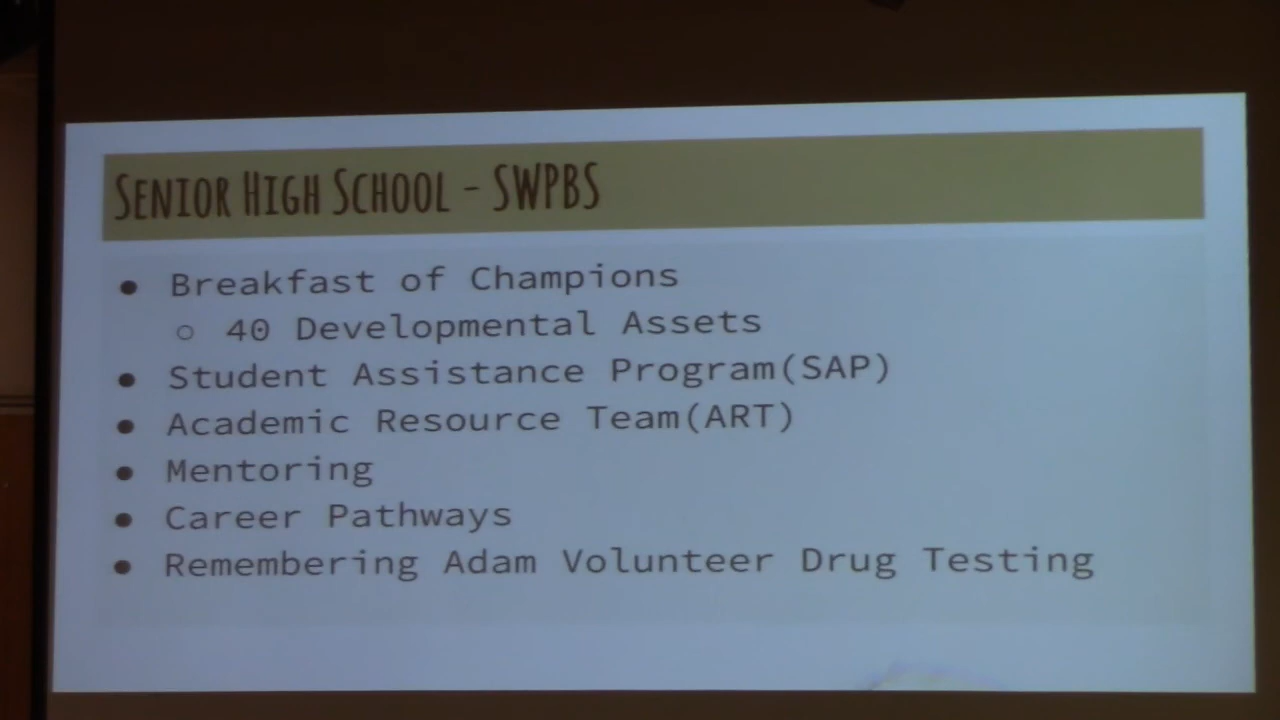 SENIOR HIGH SCHOOL - SWPBS
● Breakfast of Champions
○ 40 Developmental Assets
● Student Assistance Program(SAP)
● Academic Resource Team(ART)
● Mentoring
● Career Pathways
● Remembering Adam Volunteer Drug Testing